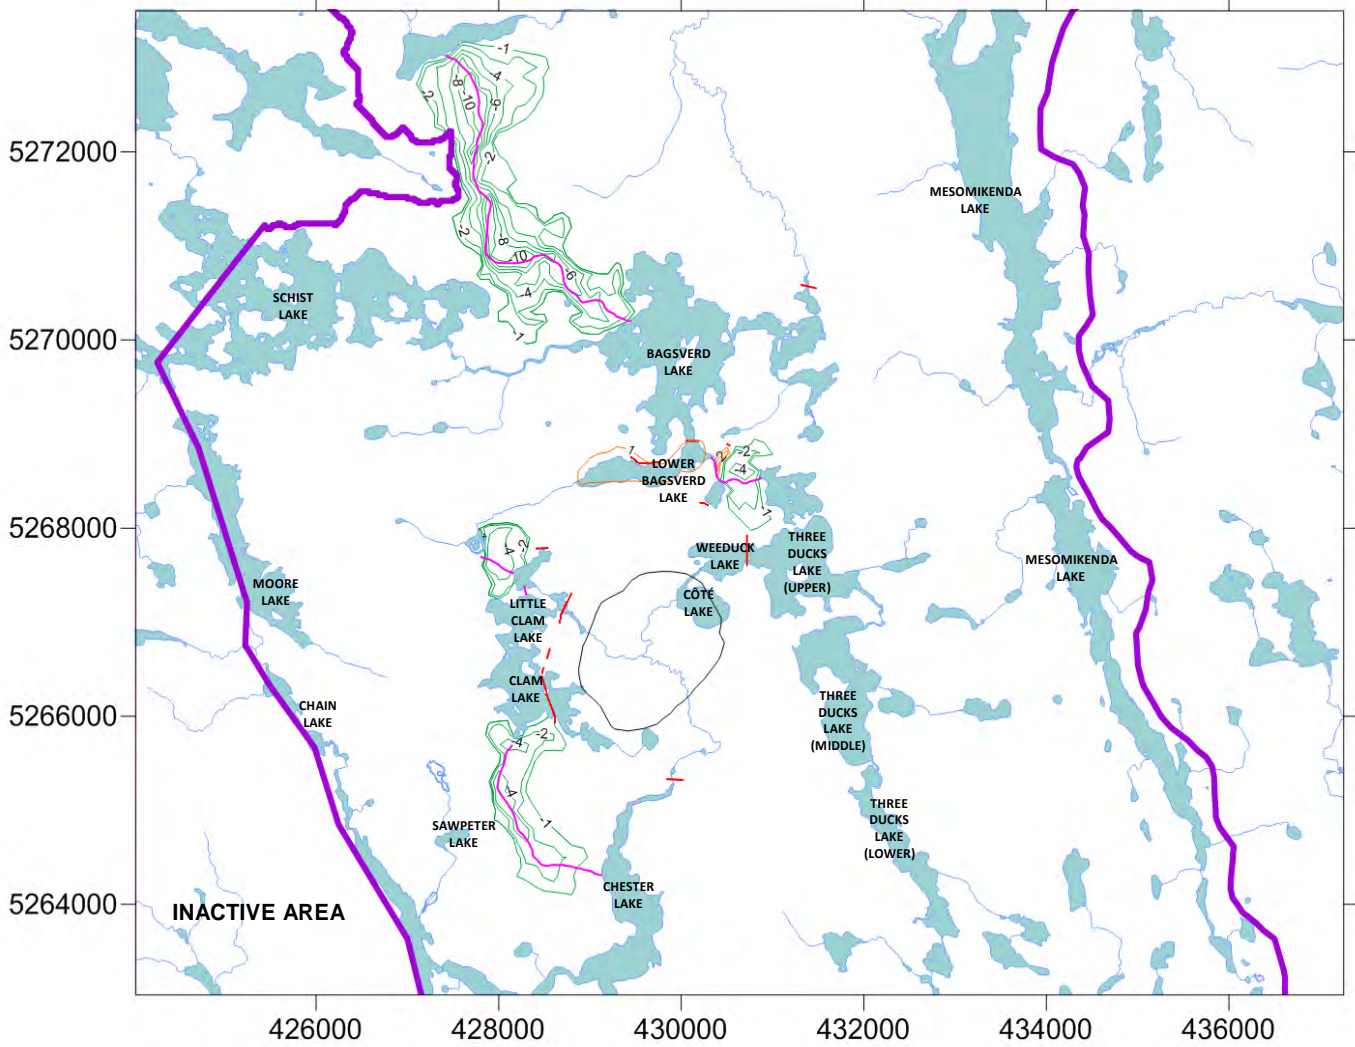 -1
-4
-8
-2
-10
-9
5272000
-2
MESOMIKENDA
LAKE
-2
-8
-10
-6
-4
SCHIST
LAKE
-1
5270000
BAGSVERD
LAKE
1
2
-2
-4
LOWER
BAGSVERD
LAKE
-1
5268000
-4
-2
WEEDUCK
LAKE
THREE
DUCKS
LAKE
(UPPER)
MESOMIKENDA
LAKE
MOORE
LAKE
LITTLE
CLAM
LAKE
CÔTÉ
LAKE
CLAM
LAKE
5266000
CHAIN
LAKE
THREE
DUCKS
LAKE
(MIDDLE)
-4
-2
-4
-1
SAWPETER
LAKE
THREE
DUCKS
LAKE
(LOWER)
CHESTER
LAKE
5264000
INACTIVE AREA
426000
428000
430000
432000
434000
436000